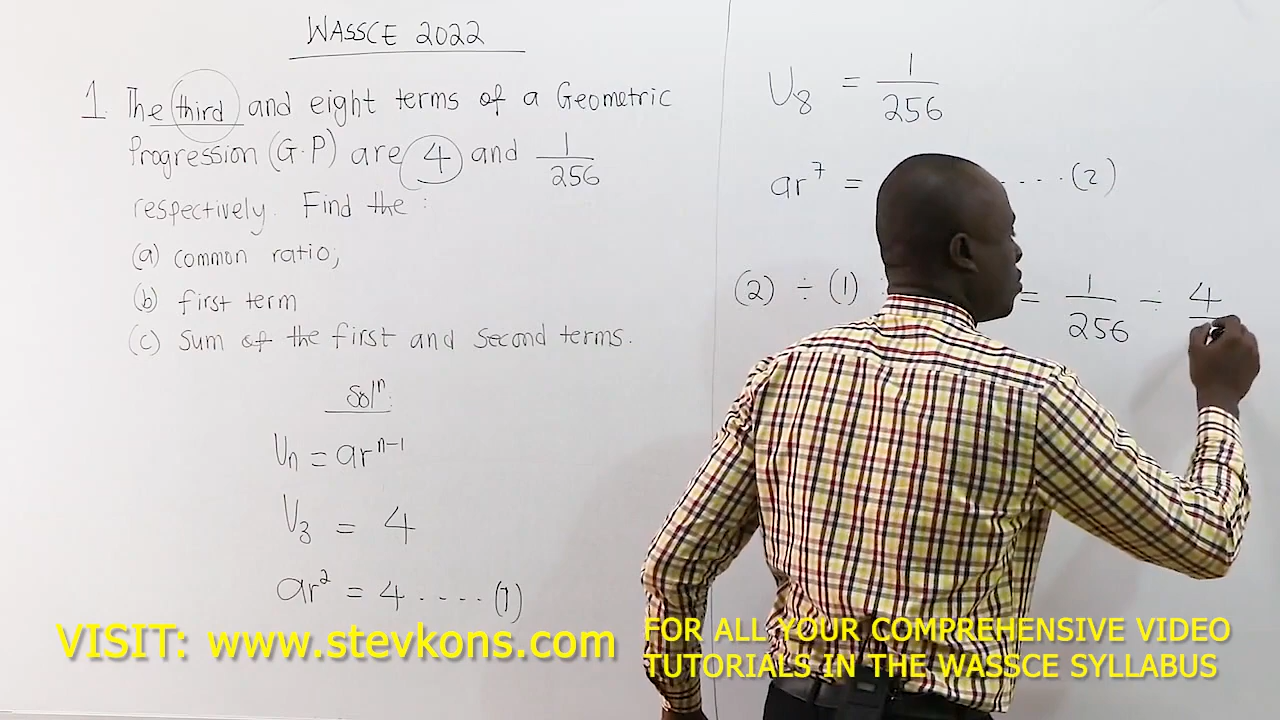 WASSCE 2022
1. The third and eight terms of a Geometric
Progression (G.P) are 4 and 1/256
respectively. Find the:
(a) common ratio;
(b) first term
(c) sum of the first and second terms.
Solⁿ:
Uₙ = arⁿ⁻¹
U₃ = 4
ar² = 4 .... (1)
U₈ = 1/256
ar⁷ = .... (2)
(2) ÷ (1) : = 1/256 ÷ 4
VISIT: www.stevkons.com
FOR ALL YOUR COMPREHENSIVE VIDEO
TUTORIALS IN THE WASSCE SYLLABUS